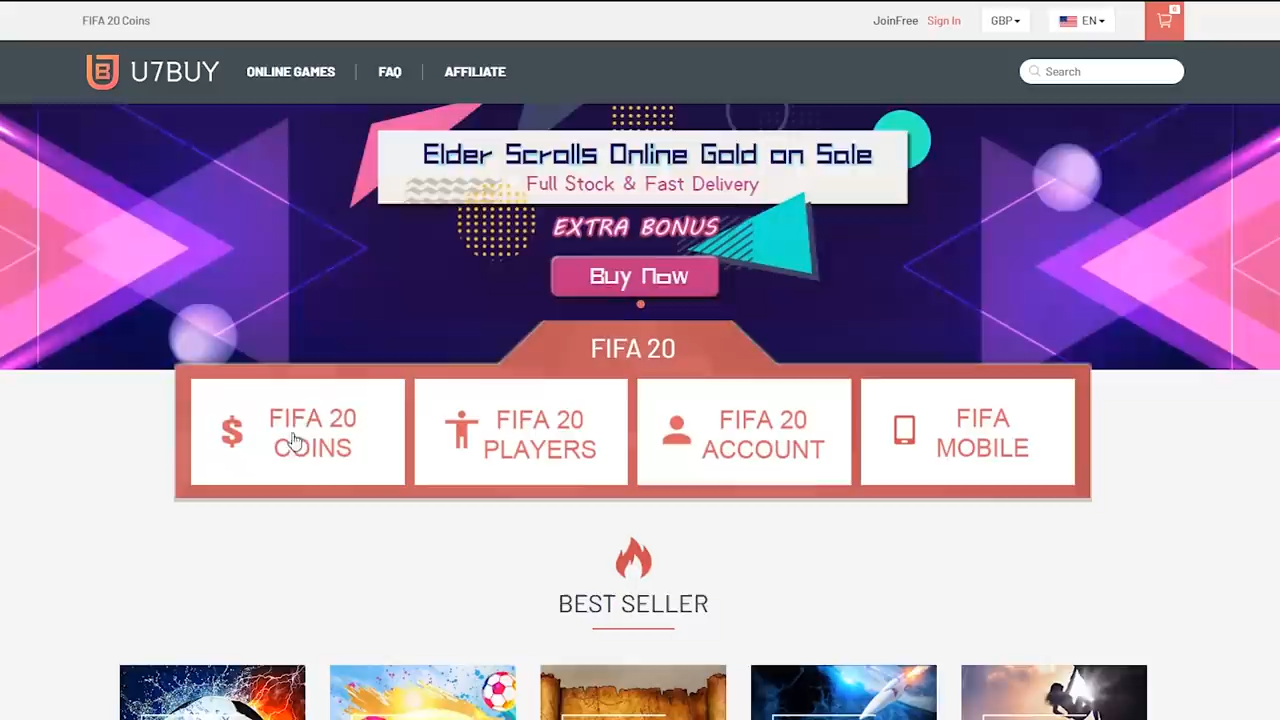 FIFA 20 Coins
JoinFree Sign In GBP EN 0
U7BUY ONLINE GAMES FAQ AFFILIATE Search
Elder Scrolls Online Gold on Sale
Full Stock & Fast Delivery
EXTRA BONUS
Buy Now
FIFA 20
$ FIFA 20
COINS
FIFA 20
PLAYERS
FIFA 20
ACCOUNT
FIFA
MOBILE
BEST SELLER